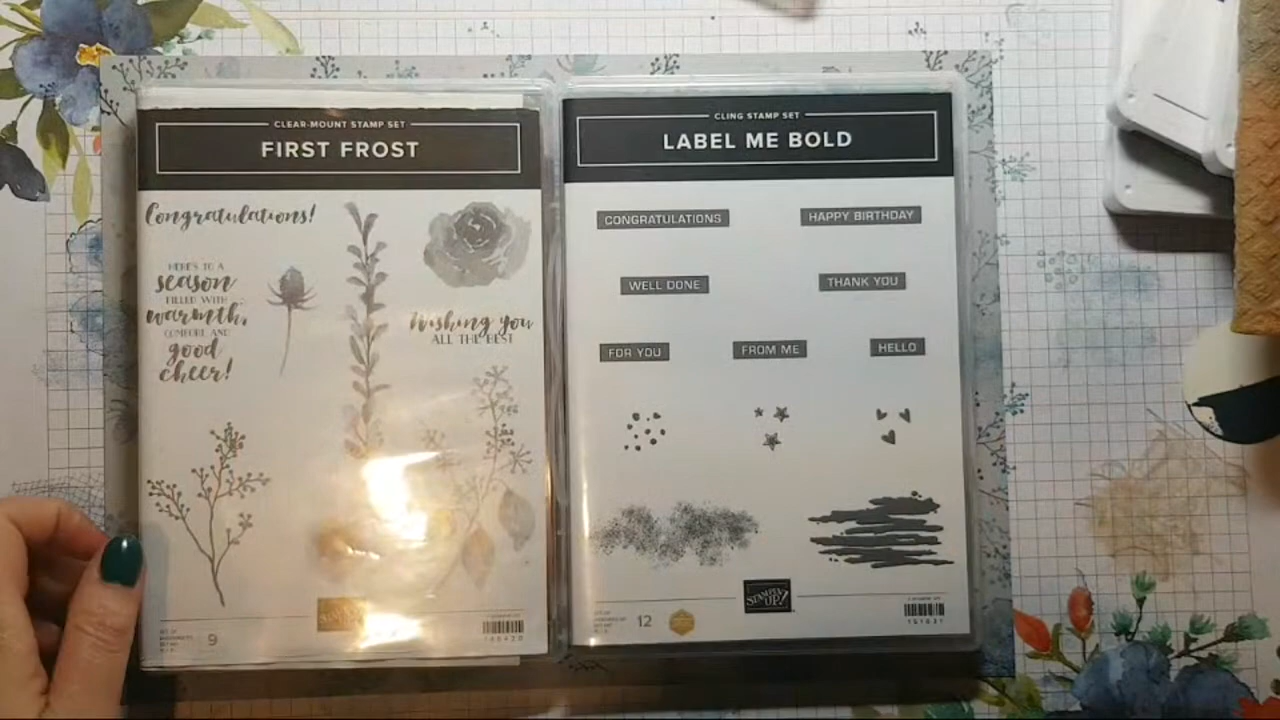 CLEAR-MOUNT STAMP SET
FIRST FROST
Congratulations!
HERE'S TO A
season
FILLED WITH
warmth,
COMFORT AND
good
cheer!
Wishing you
ALL THE BEST
9
CLING STAMP SET
LABEL ME BOLD
CONGRATULATIONS
HAPPY BIRTHDAY
WELL DONE
THANK YOU
FOR YOU
FROM ME
HELLO
STAMPIN' UP!
12